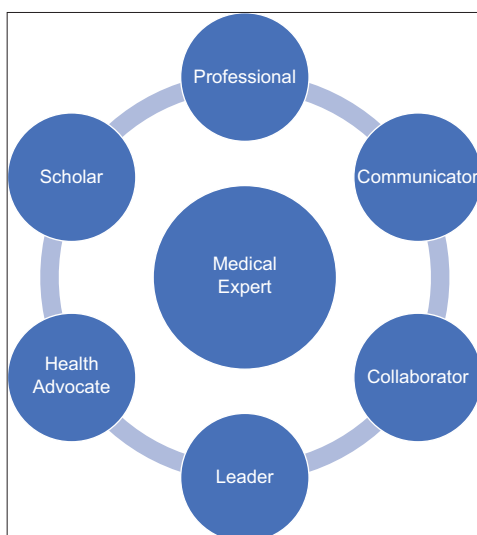 Professional
Scholar
Communicator
Medical
Expert
Health
Advocate
Collaborator
Leader